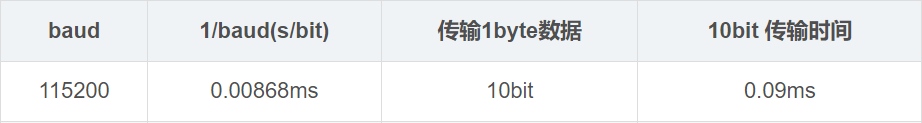 baud 1/baud(s/bit) 传输1byte数据 10bit 传输时间
115200 0.00868ms 10bit 0.09ms